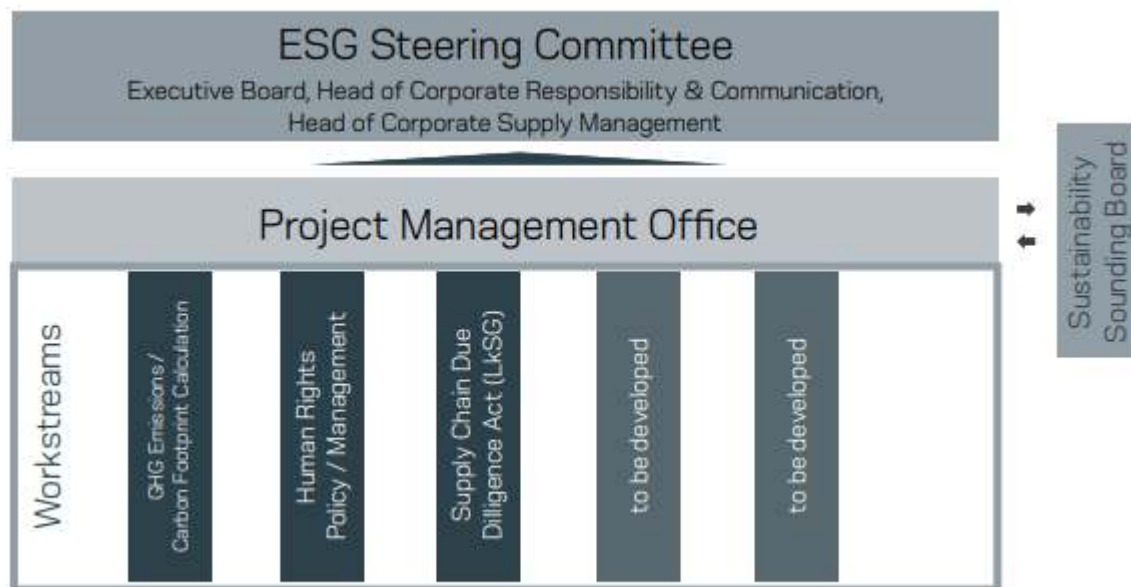 ESG Steering Committee
Executive Board, Head of Corporate Responsibility & Communication,
Head of Corporate Supply Management
Project Management Office
Sustainability
Sounding Board
Workstreams
GHG Emissions /
Carbon Footprint Calculation
Human Rights
Policy / Management
Supply Chain Due
Dilligence Act (LkSG)
to be developed
to be developed